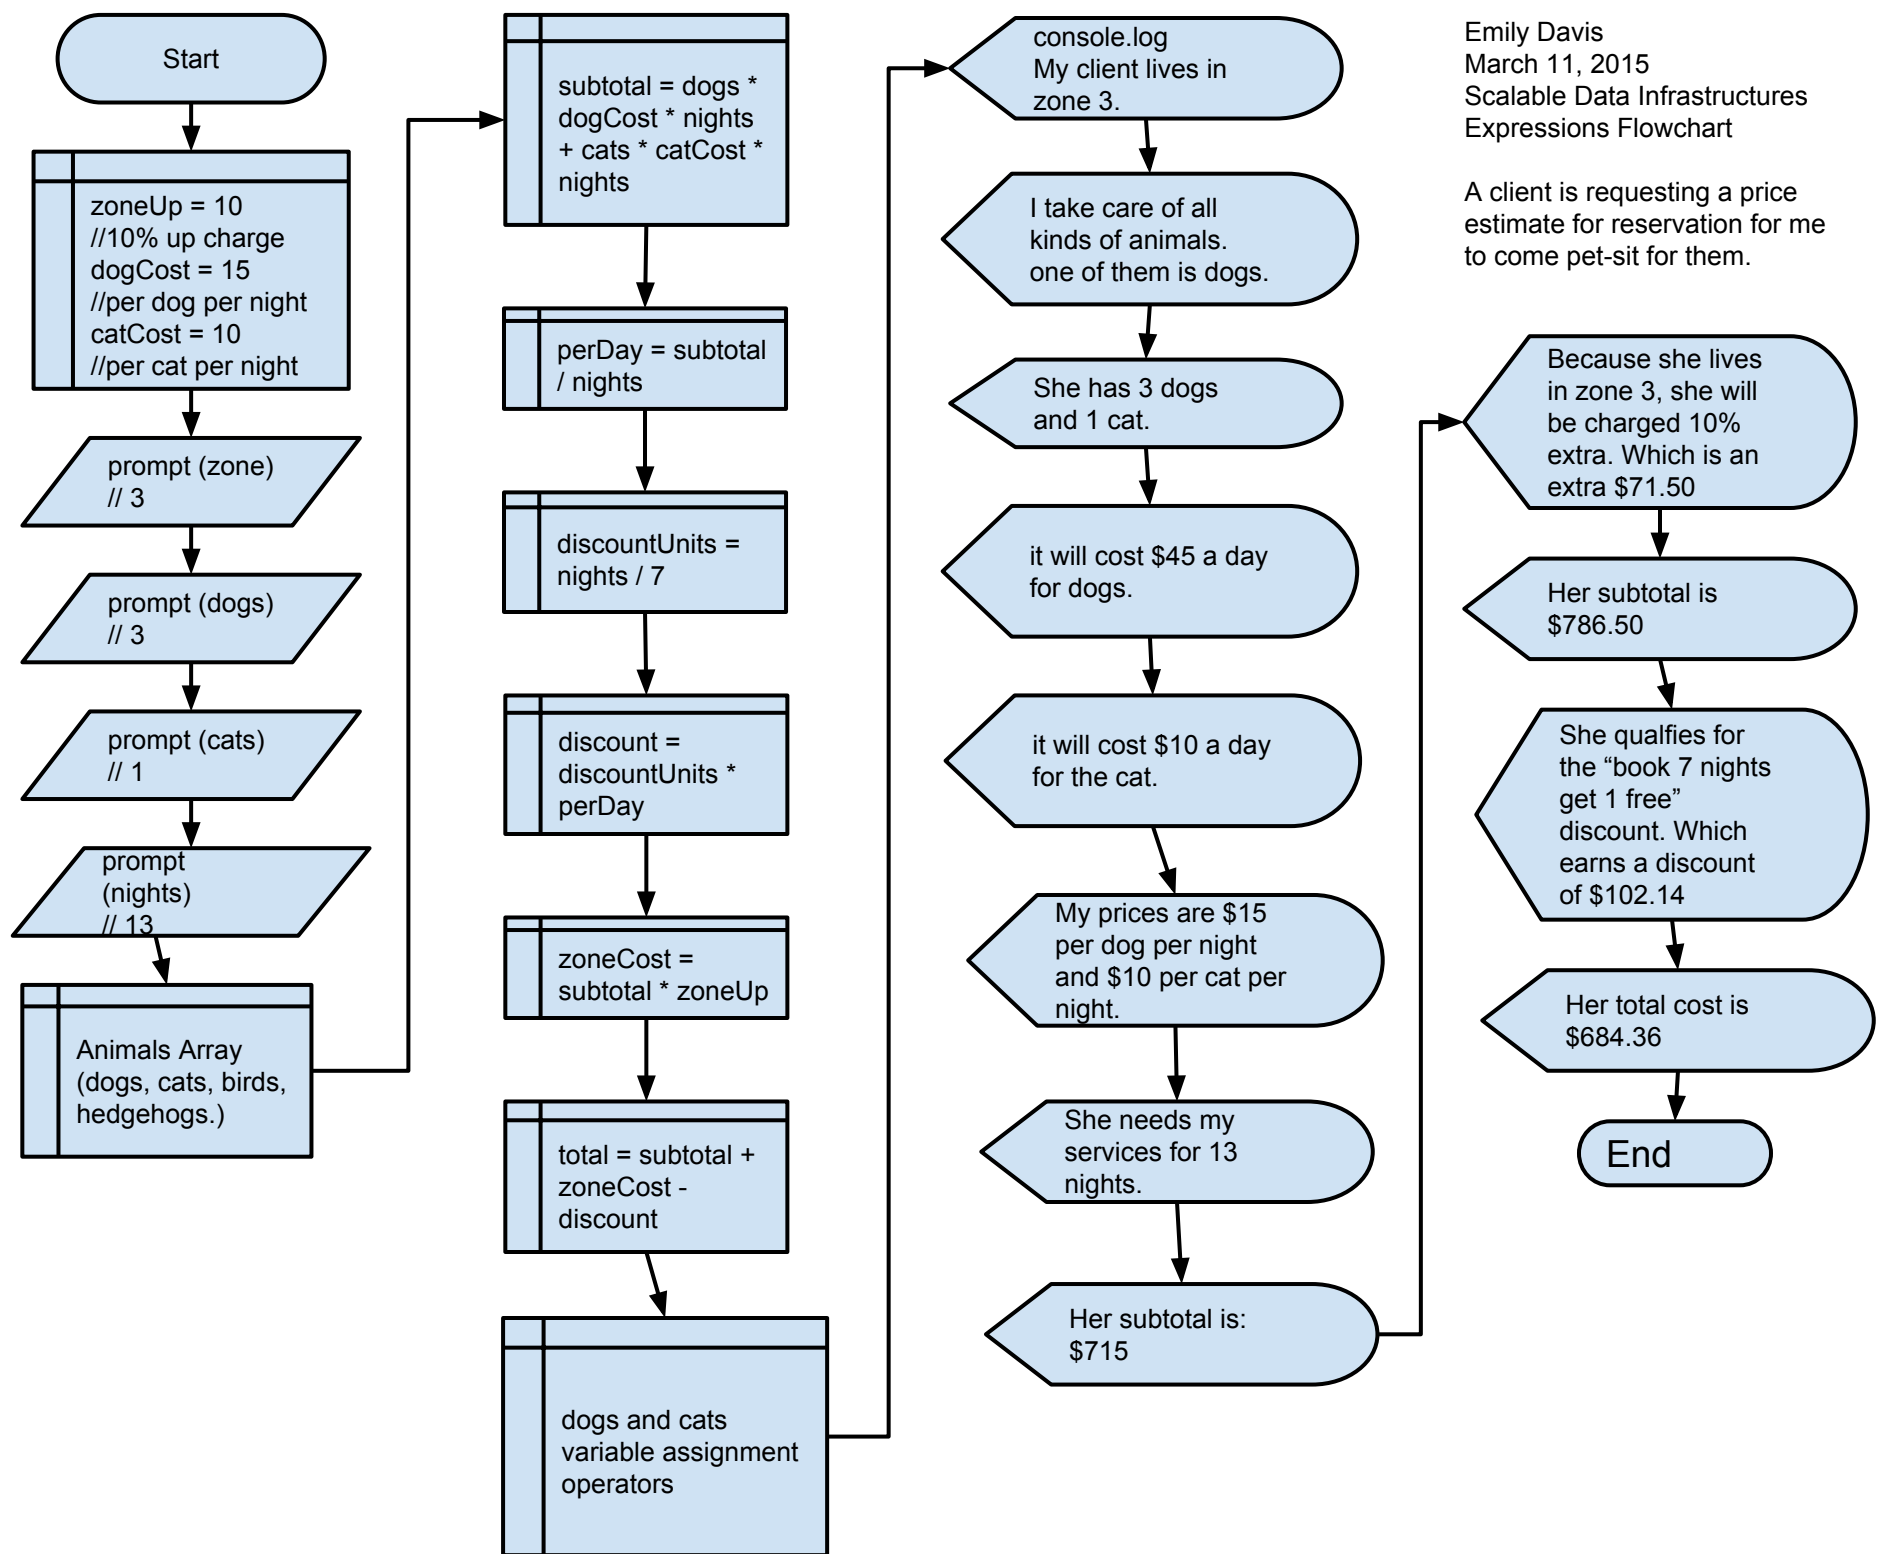 Start
zoneUp = 10
//10% up charge
dogCost = 15
//per dog per night
catCost = 10
//per cat per night
prompt (zone)
// 3
prompt (dogs)
// 3
prompt (cats)
// 1
prompt
(nights)
// 13
Animals Array
(dogs, cats, birds,
hedgehogs.)
subtotal = dogs *
dogCost * nights
+ cats * catCost *
nights
perDay = subtotal
/ nights
discountUnits =
nights / 7
discount =
discountUnits *
perDay
zoneCost =
subtotal * zoneUp
total = subtotal +
zoneCost -
discount
dogs and cats
variable assignment
operators
console.log
My client lives in
zone 3.
I take care of all
kinds of animals.
one of them is dogs.
She has 3 dogs
and 1 cat.
it will cost $45 a day
for dogs.
it will cost $10 a day
for the cat.
My prices are $15
per dog per night
and $10 per cat per
night.
She needs my
services for 13
nights.
Her subtotal is:
$715
Emily Davis
March 11, 2015
Scalable Data Infrastructures
Expressions Flowchart
A client is requesting a price
estimate for reservation for me
to come pet-sit for them.
Because she lives
in zone 3, she will
be charged 10%
extra. Which is an
extra $71.50
Her subtotal is
$786.50
She qualfies for
the “book 7 nights
get 1 free”
discount. Which
earns a discount
of $102.14
Her total cost is
$684.36
End